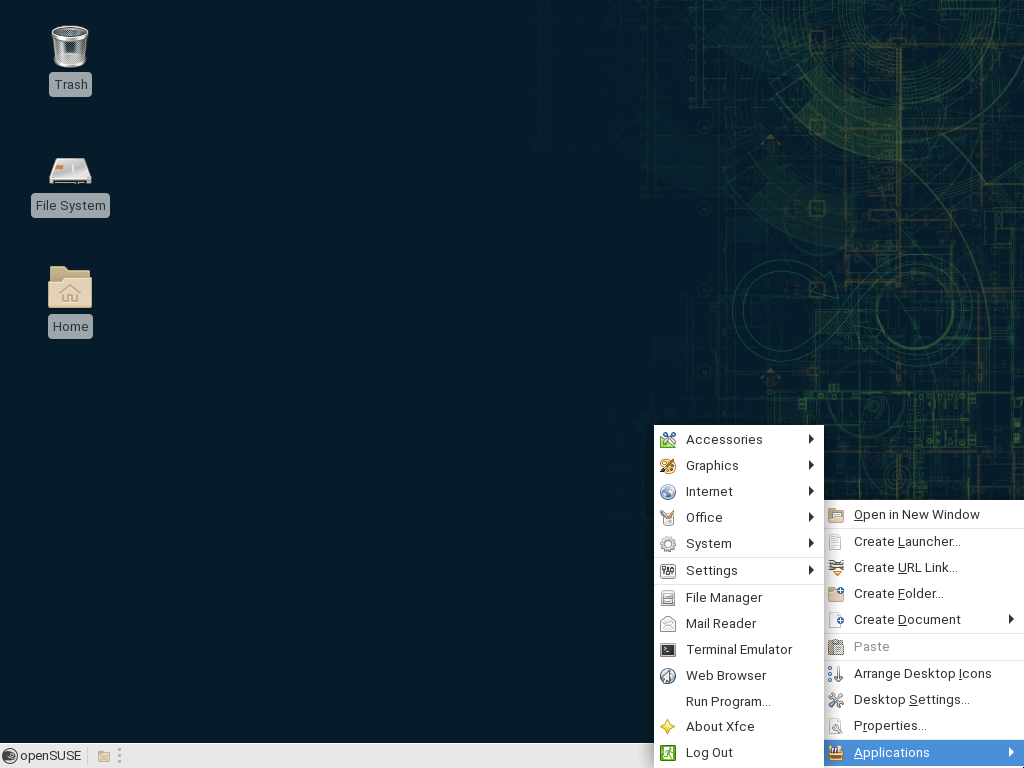 Trash
File System
Home
Accessories
Graphics
Internet
Office
System
Settings
File Manager
Mail Reader
Terminal Emulator
Web Browser
Run Program...
About Xfce
Log Out
Open in New Window
Create Launcher...
Create URL Link...
Create Folder...
Create Document
Paste
Arrange Desktop Icons
Desktop Settings...
Properties...
Applications
openSUSE